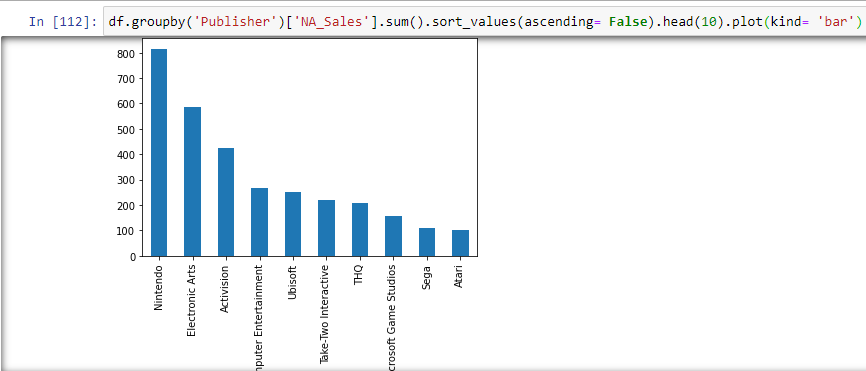 In [112]: df.groupby('Publisher')['NA_Sales'].sum().sort_values(ascending= False).head(10).plot(kind= 'bar')
800
700
600
500
400
300
200
100
0
Nintendo
Electronic Arts
Activision
mputer Entertainment
Ubisoft
Take-Two Interactive
THQ
crosoft Game Studios
Sega
Atari